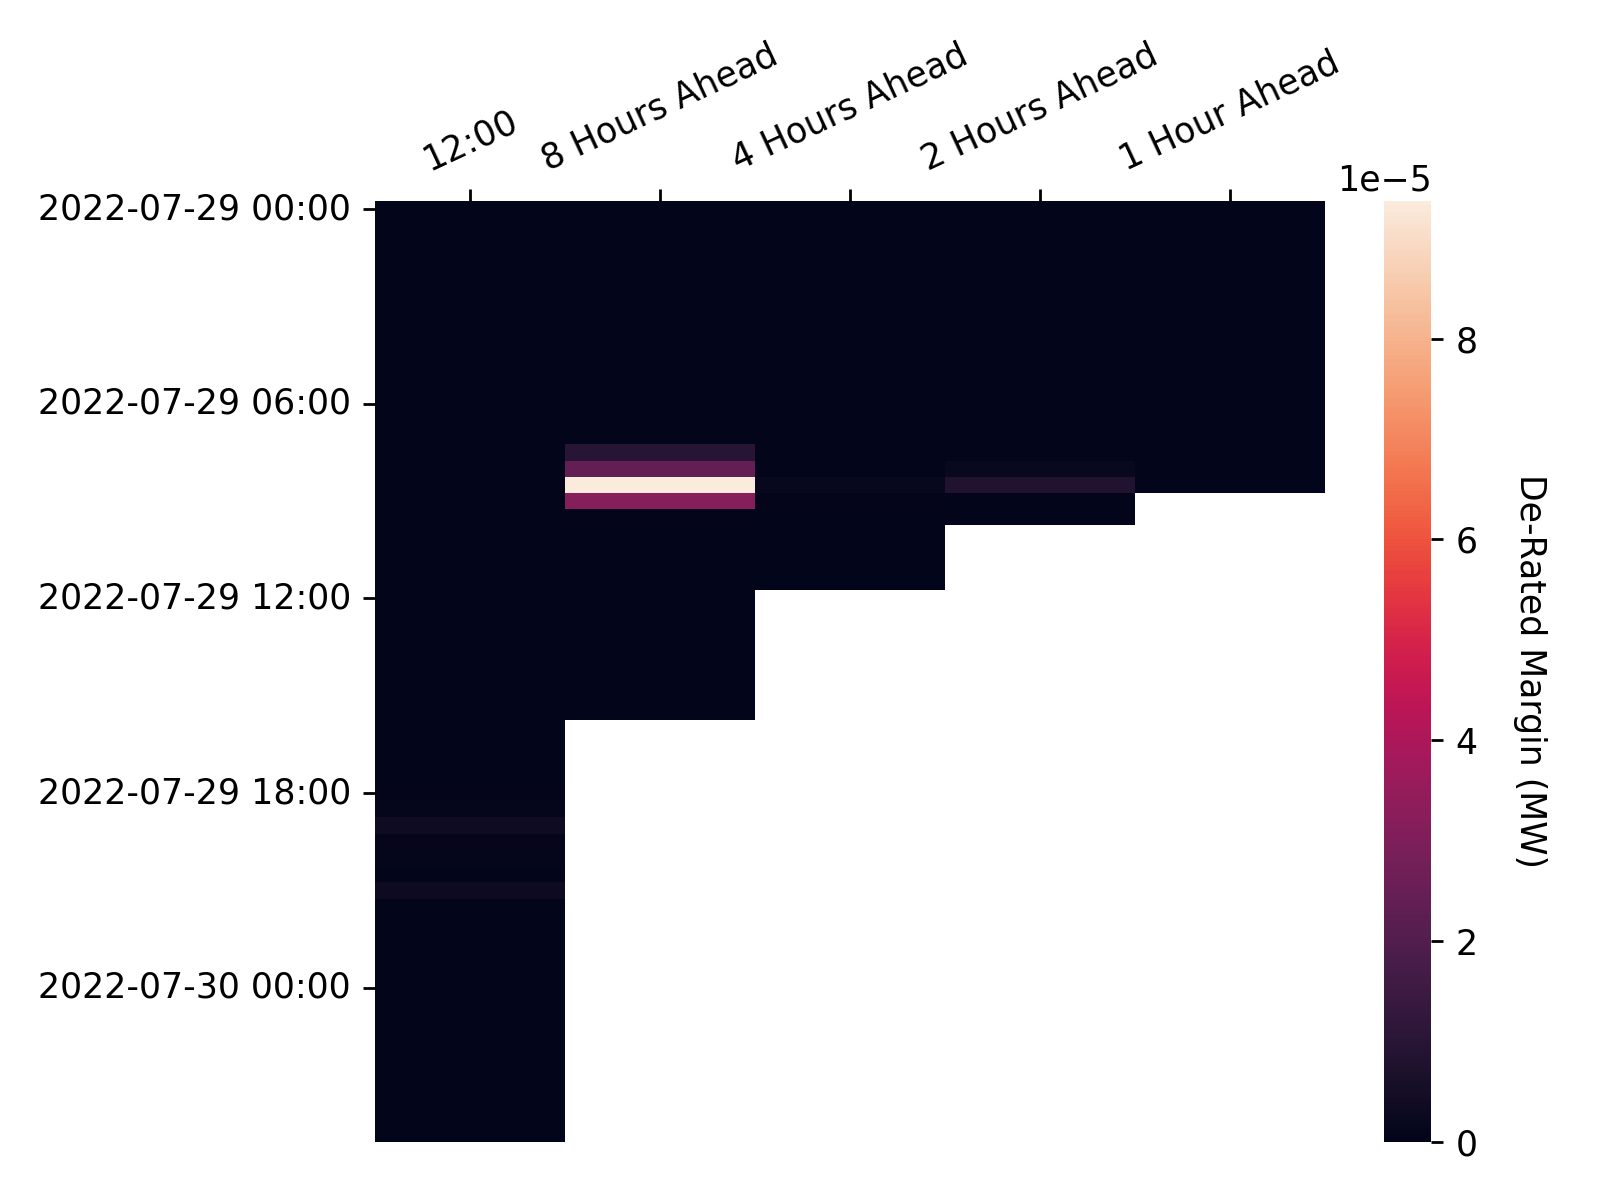 12:00
8 Hours Ahead
4 Hours Ahead
2 Hours Ahead
1 Hour Ahead
1e−5
2022-07-29 00:00
2022-07-29 06:00
2022-07-29 12:00
2022-07-29 18:00
2022-07-30 00:00
8
6
4
2
0
De-Rated Margin (MW)